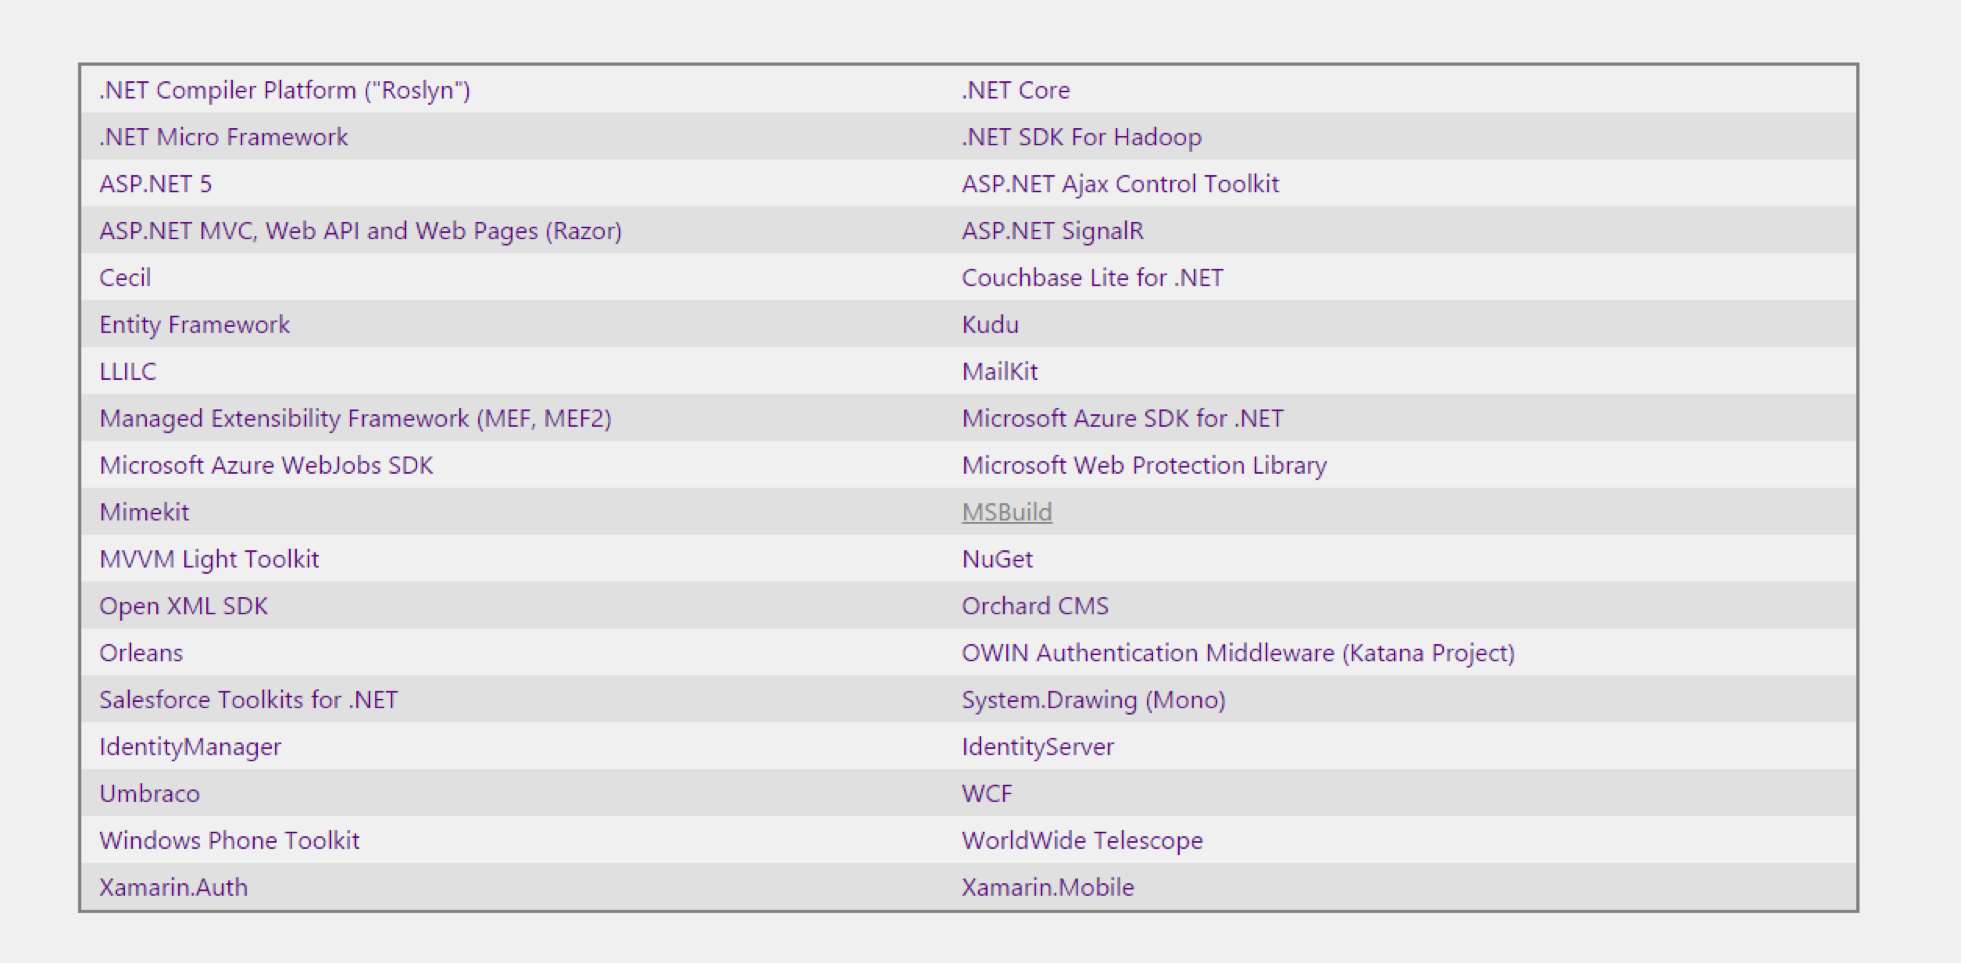 .NET Compiler Platform ("Roslyn")	.NET Core
.NET Micro Framework	.NET SDK For Hadoop
ASP.NET 5	ASP.NET Ajax Control Toolkit
ASP.NET MVC, Web API and Web Pages (Razor)	ASP.NET SignalR
Cecil	Couchbase Lite for .NET
Entity Framework	Kudu
LLILC	MailKit
Managed Extensibility Framework (MEF, MEF2)	Microsoft Azure SDK for .NET
Microsoft Azure WebJobs SDK	Microsoft Web Protection Library
Mimekit	MSBuild
MVVM Light Toolkit	NuGet
Open XML SDK	Orchard CMS
Orleans	OWIN Authentication Middleware (Katana Project)
Salesforce Toolkits for .NET	System.Drawing (Mono)
IdentityManager	IdentityServer
Umbraco	WCF
Windows Phone Toolkit	WorldWide Telescope
Xamarin.Auth	Xamarin.Mobile